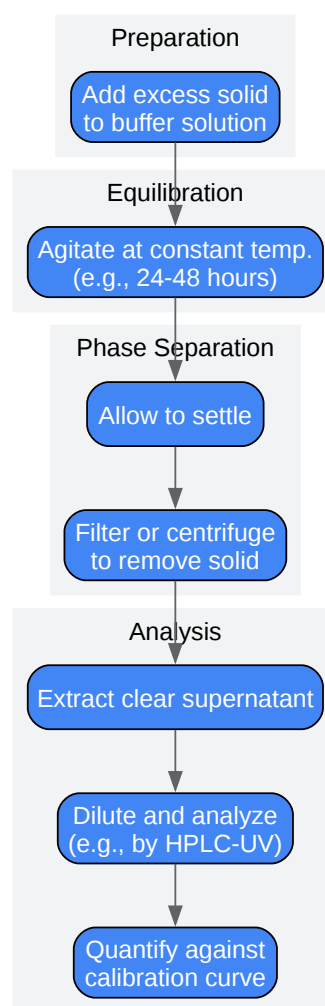 Preparation
Add excess solid
to buffer solution
Equilibration
Agitate at constant temp.
(e.g., 24-48 hours)
Phase Separation
Allow to settle
Filter or centrifuge
to remove solid
Analysis
Extract clear supernatant
Dilute and analyze
(e.g., by HPLC-UV)
Quantify against
calibration curve